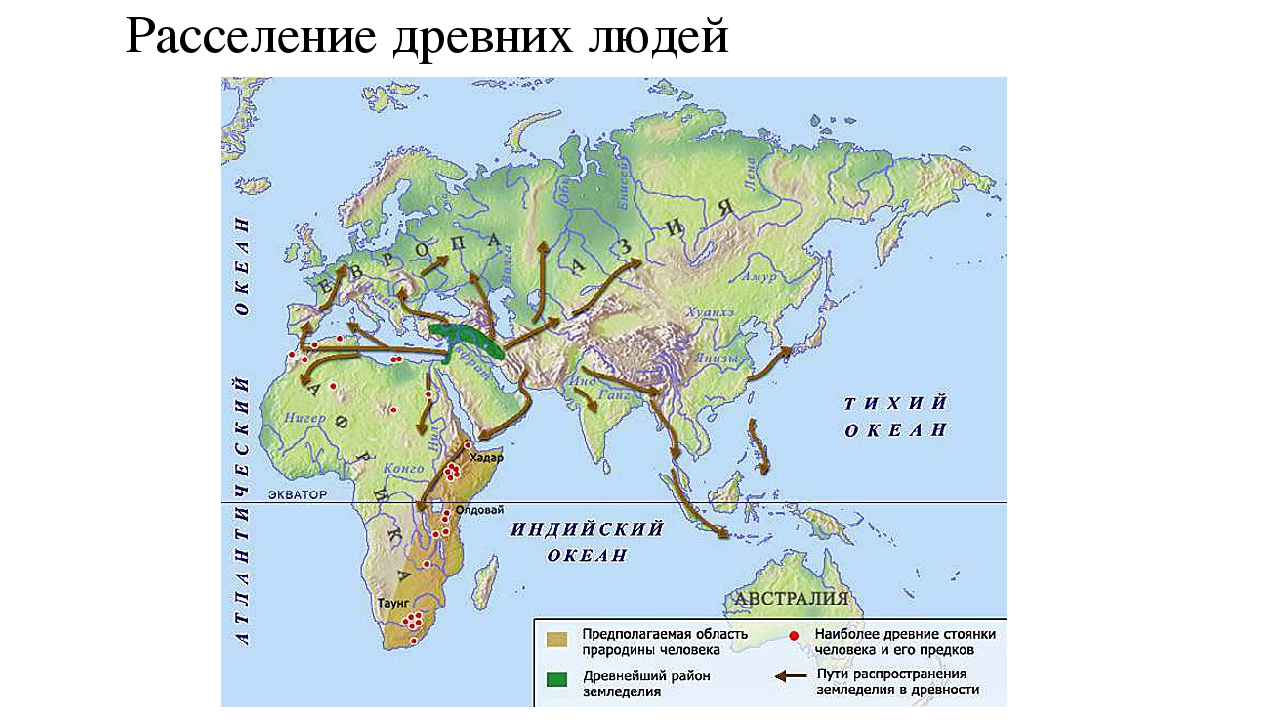 Расселение древних людей
АТЛАНТИЧЕСКИЙ ОКЕАН
ЕВРОПА
АЗИЯ
Обь
Енисей
Лена
Волга
Амур
Хуанхэ
Янцзы
Евфрат
Инд
Ганг
ТИХИЙ
ОКЕАН
АФРИКА
Нигер
Нил
Конго
Хадар
ЭКВАТОР
Олдовай
ИНДИЙСКИЙ
ОКЕАН
Таунг
АВСТРАЛИЯ
Предполагаемая область
прародины человека
Древнейший район
земледелия
Наиболее древние стоянки
человека и его предков
Пути распространения
земледелия в древности